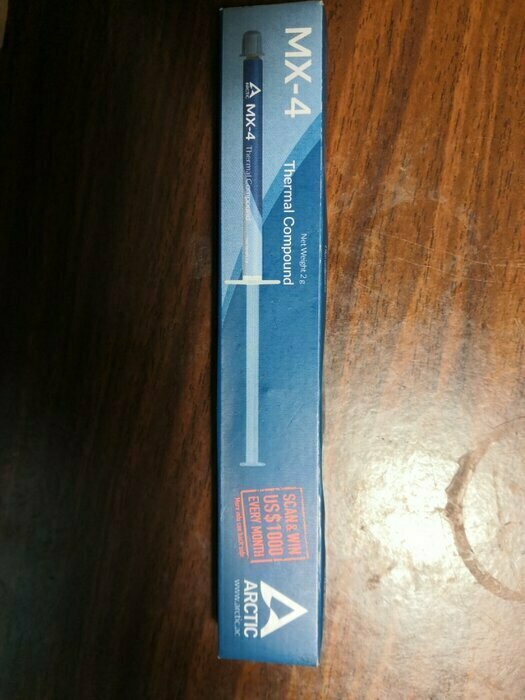 MX-4
Thermal Compound
Net Weight 2 g
ARCTIC
MX-4 Thermal Compound
SCAN & WIN
US$1000
EVERY MONTH
ARCTIC
www.arctic.ac